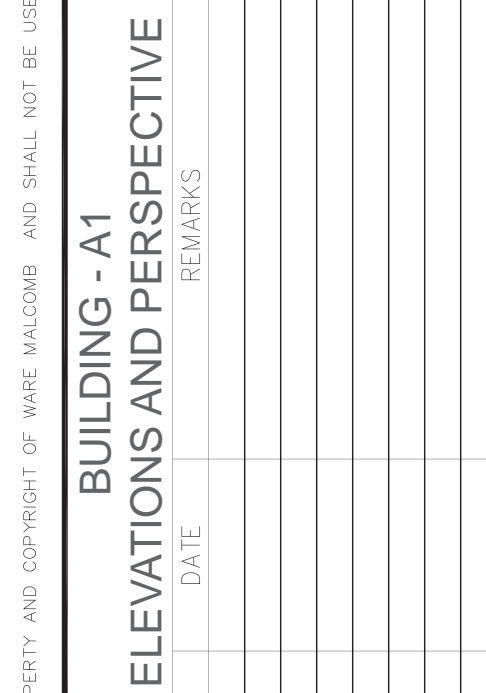 PERTY AND COPYRIGHT OF WARE MALCOMB AND SHALL NOT BE USE
BUILDING - A1
ELEVATIONS AND PERSPECTIVE
DATE
REMARKS